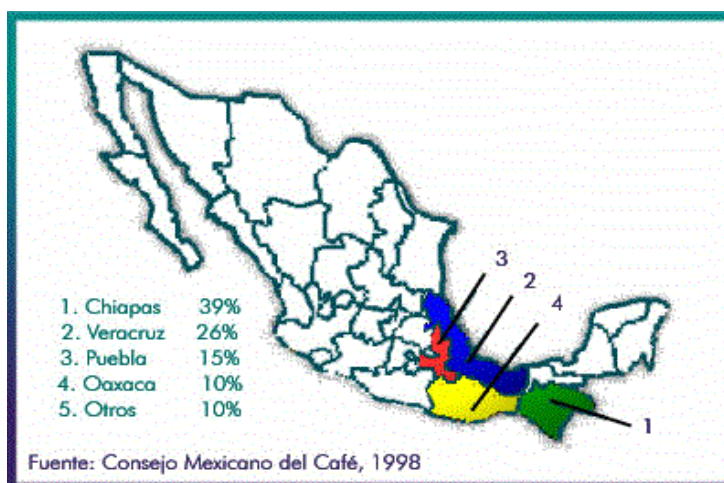 3
2
4
1. Chiapas 39%
2. Veracruz 26%
3. Puebla 15%
4. Oaxaca 10%
5. Otros 10%
1
Fuente: Consejo Mexicano del Café, 1998